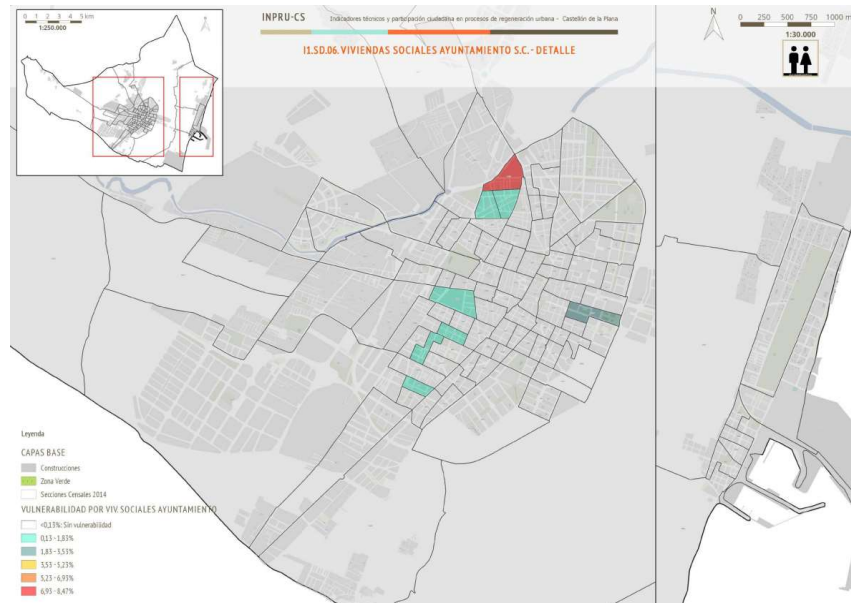 0 1 2 3 4 5 km
1:250.000
INPRU-CS
Indicadores técnicos y participación ciudadana en procesos de regeneración urbana - Castellón de la Plana
I1.SD.06. VIVIENDAS SOCIALES AYUNTAMIENTO S.C.- DETALLE
N
0 250 500 750 1000 m
1:30.000
Leyenda
CAPAS BASE
Construcciones
Zona Verde
Secciones Censales 2014
VULNERABILIDAD POR VIV. SOCIALES AYUNTAMIENTO
<0,13%: Sin vulnerabilidad
0,13 - 1,83%
1,83 - 3,53%
3,53 - 5,23%
5,23 - 6,93%
6,93 - 8,47%